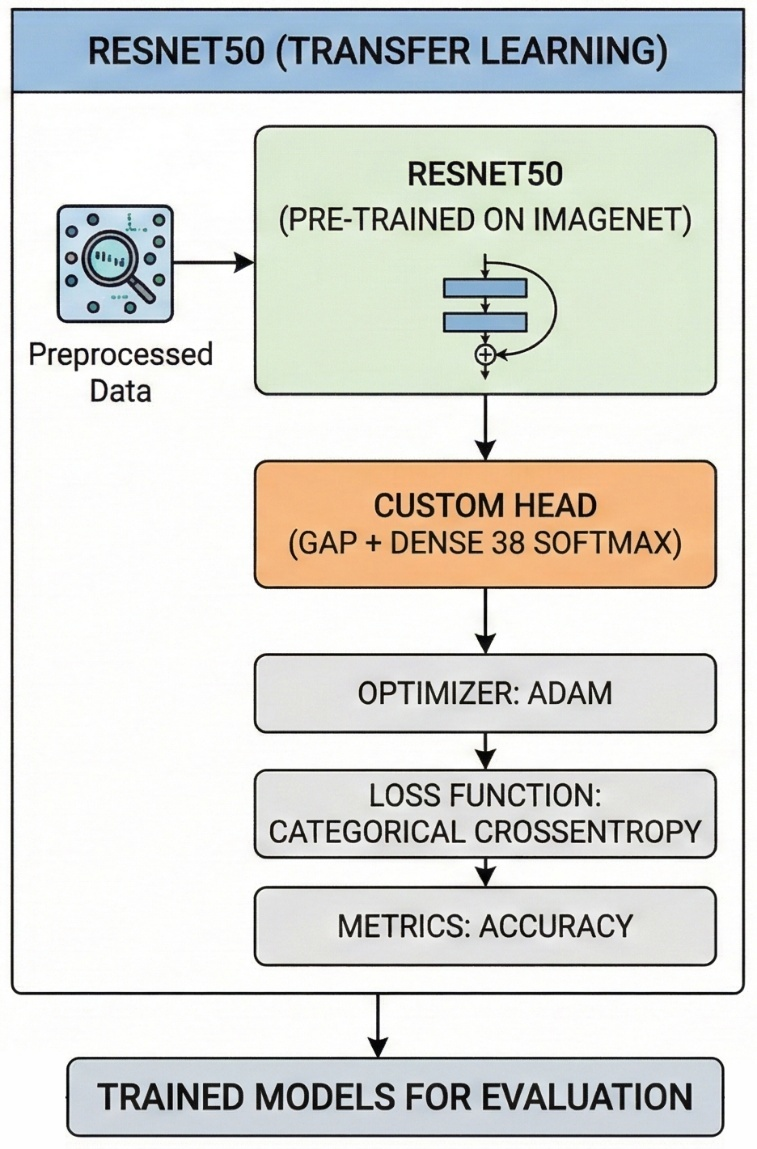 RESNET50 (TRANSFER LEARNING)
RESNET50
(PRE-TRAINED ON IMAGENET)
Preprocessed
Data
CUSTOM HEAD
(GAP + DENSE 38 SOFTMAX)
OPTIMIZER: ADAM
LOSS FUNCTION:
CATEGORICAL CROSSENTROPY
METRICS: ACCURACY
TRAINED MODELS FOR EVALUATION